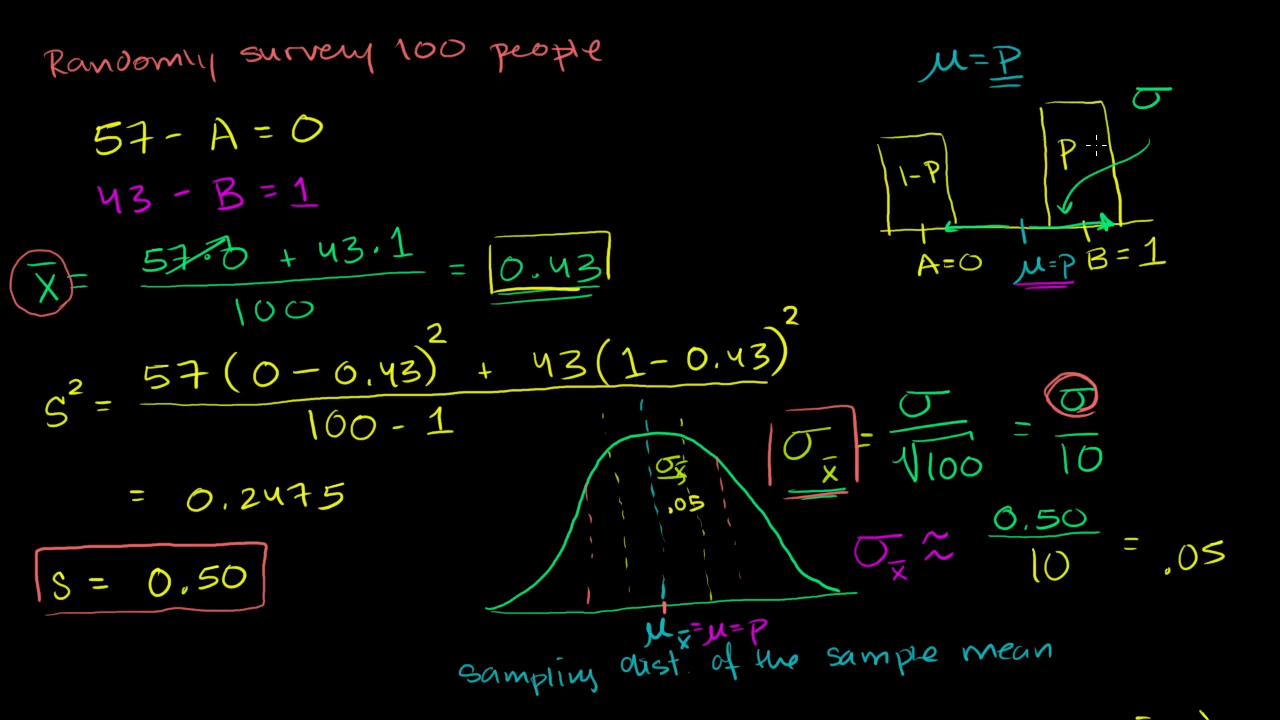 Randomly survey 100 people
57 - A = 0
43 - B = 1
x̄ = (57·0 + 43·1) / 100 = 0.43
S² = (57(0 - 0.43)² + 43(1 - 0.43)²) / (100 - 1)
= 0.2475
S = 0.50
μ = P
σ
1-P
P
A=0
μ=P
B=1
σx̄ = σ/√100 = σ/10
σx̄ ≈ 0.50/10 = .05
σx̄
.05
μx̄ = μ = P
sampling dist. of the sample mean